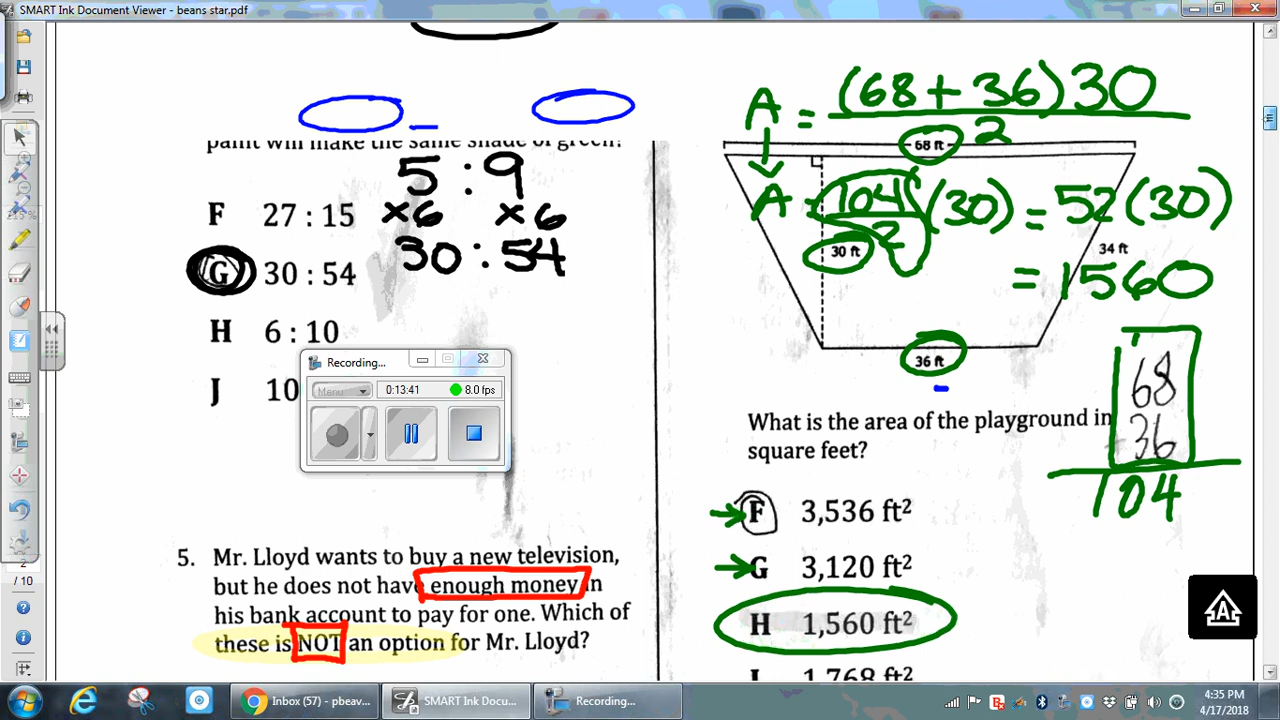 SMART Ink Document Viewer - beans star.pdf
paint will make the same shade of green?
5 : 9
×6 ×6
30 : 54
F 27 : 15
G 30 : 54
H 6 : 10
J 10
Recording...
Menu
0:13:41
8.0 fps
5. Mr. Lloyd wants to buy a new television,
but he does not have enough money in
his bank account to pay for one. Which of
these is NOT an option for Mr. Lloyd?
A = (68 + 36)30
2
68 ft
A = 104 (30) = 52 (30)
2
30 ft
34 ft
= 1560
36 ft
1
68
36
104
What is the area of the playground in
square feet?
F 3,536 ft²
G 3,120 ft²
H 1,560 ft²
J 1,768 ft²
2
/ 10
Inbox (57) - pbeav...
SMART Ink Docu...
Recording...
4:35 PM
4/17/2018